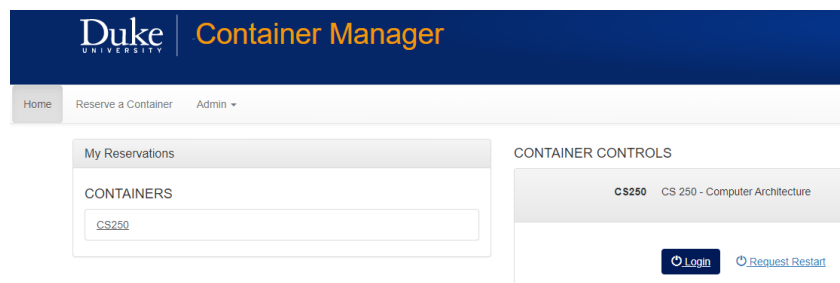 Duke
UNIVERSITY
Container Manager
Home Reserve a Container Admin
My Reservations
CONTAINERS
CS250
CONTAINER CONTROLS
CS250 CS 250 - Computer Architecture
Login Request Restart